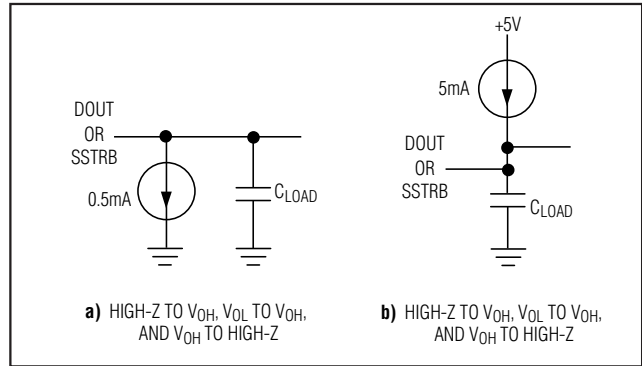 DOUT
OR
SSTRB
0.5mA
CLOAD
a) HIGH-Z TO VOH, VOL TO VOH,
AND VOH TO HIGH-Z
+5V
5mA
DOUT
OR
SSTRB
CLOAD
b) HIGH-Z TO VOH, VOL TO VOH,
AND VOH TO HIGH-Z